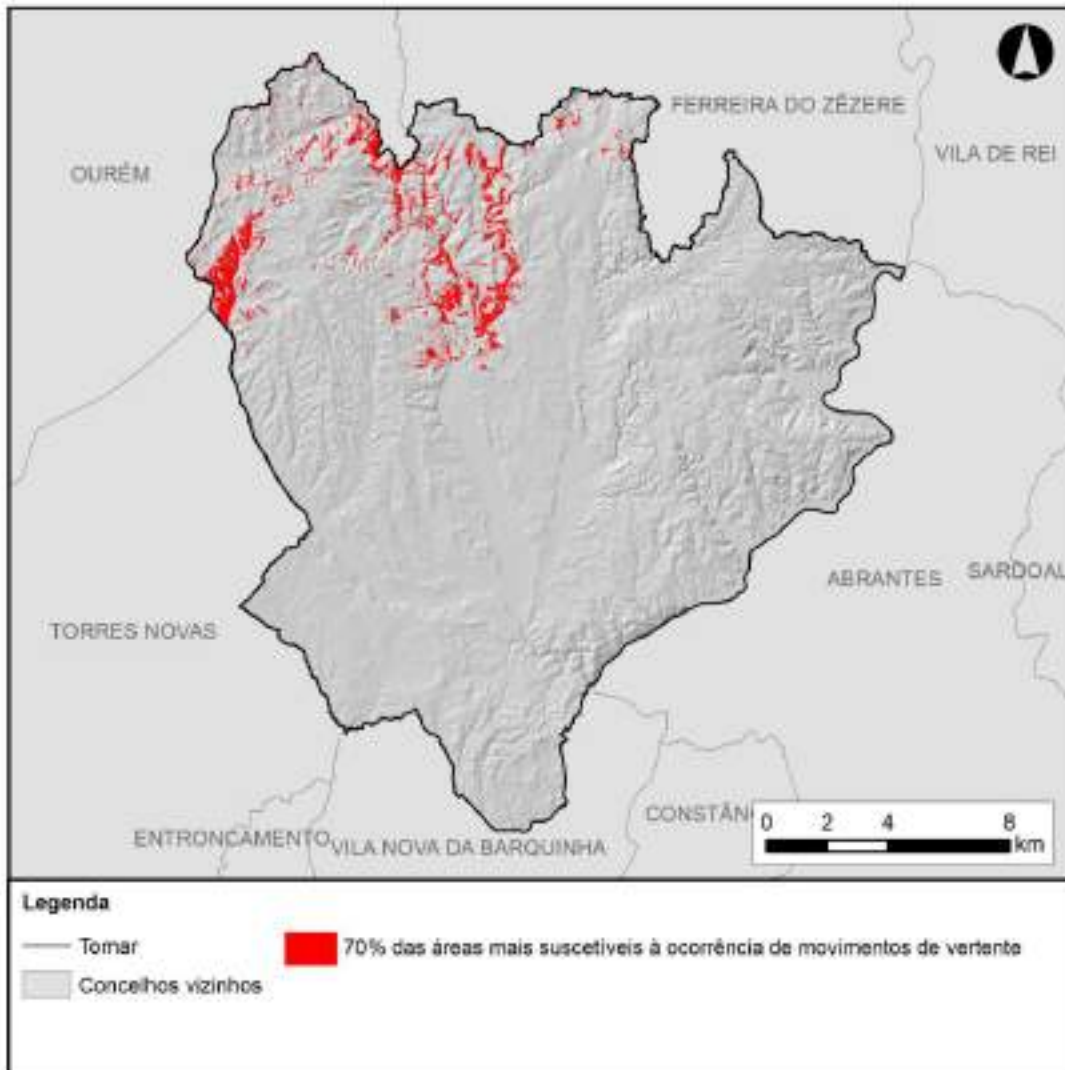 FERREIRA DO ZÊZERE
VILA DE REI
OURÉM
ABRANTES
SARDOAL
TORRES NOVAS
ENTRONCAMENTO
VILA NOVA DA BARQUINHA
CONSTÂN
0 2 4 8
km
Legenda
Tomar
70% das áreas mais suscetíveis à ocorrência de movimentos de vertente
Concelhos vizinhos